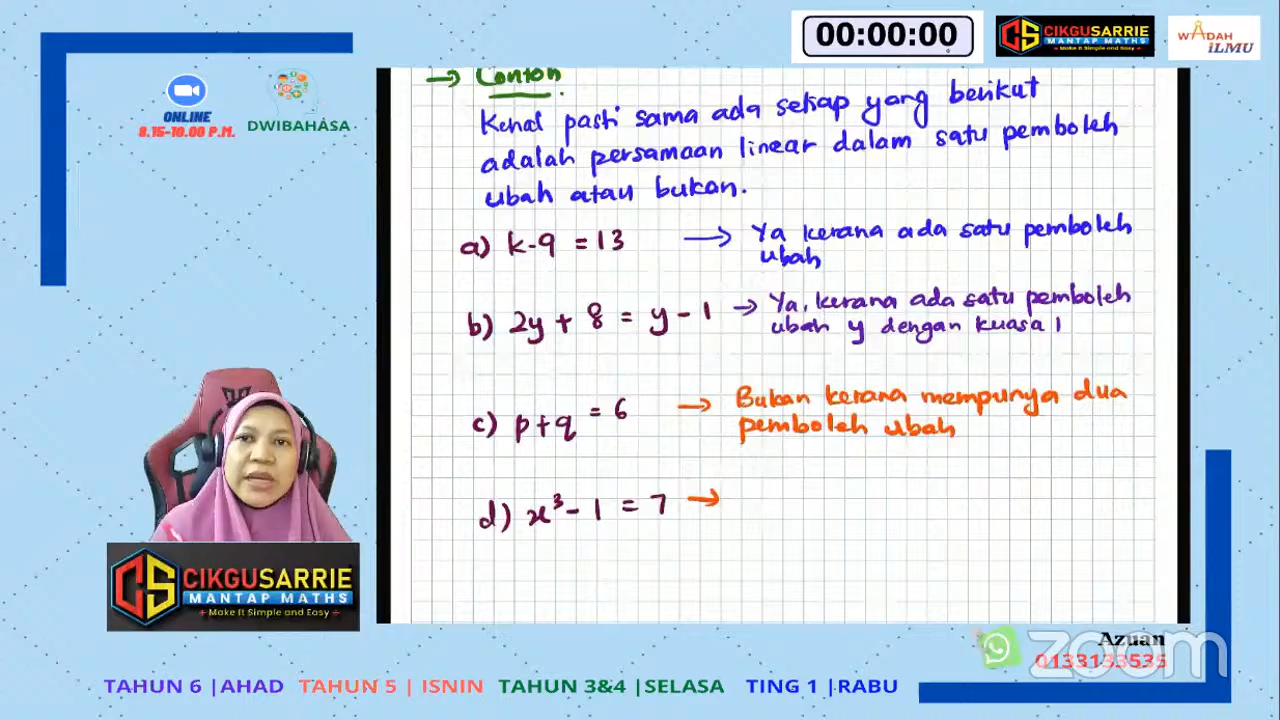 00:00:00
CS CIKGUSARRIE
MANTAP MATHS
Make It Simple and Easy
WADAH
ILMU
ONLINE
8.15-10.00 P.M.
DWIBAHASA
→ Contoh
Kenal pasti sama ada setiap yang berikut
adalah persamaan linear dalam satu pemboleh
ubah atau bukan.
a) k - 9 = 13 → Ya kerana ada satu pemboleh
ubah
b) 2y + 8 = y - 1 → Ya, kerana ada satu pemboleh
ubah y dengan kuasa 1
c) p + q = 6 → Bukan kerana mempunya dua
pemboleh ubah
d) x³ - 1 = 7 →
CS CIKGUSARRIE
MANTAP MATHS
+ Make It Simple and Easy +
Azuan
0133133535
zoom
TAHUN 6 |AHAD TAHUN 5 | ISNIN TAHUN 3&4 |SELASA TING 1 |RABU